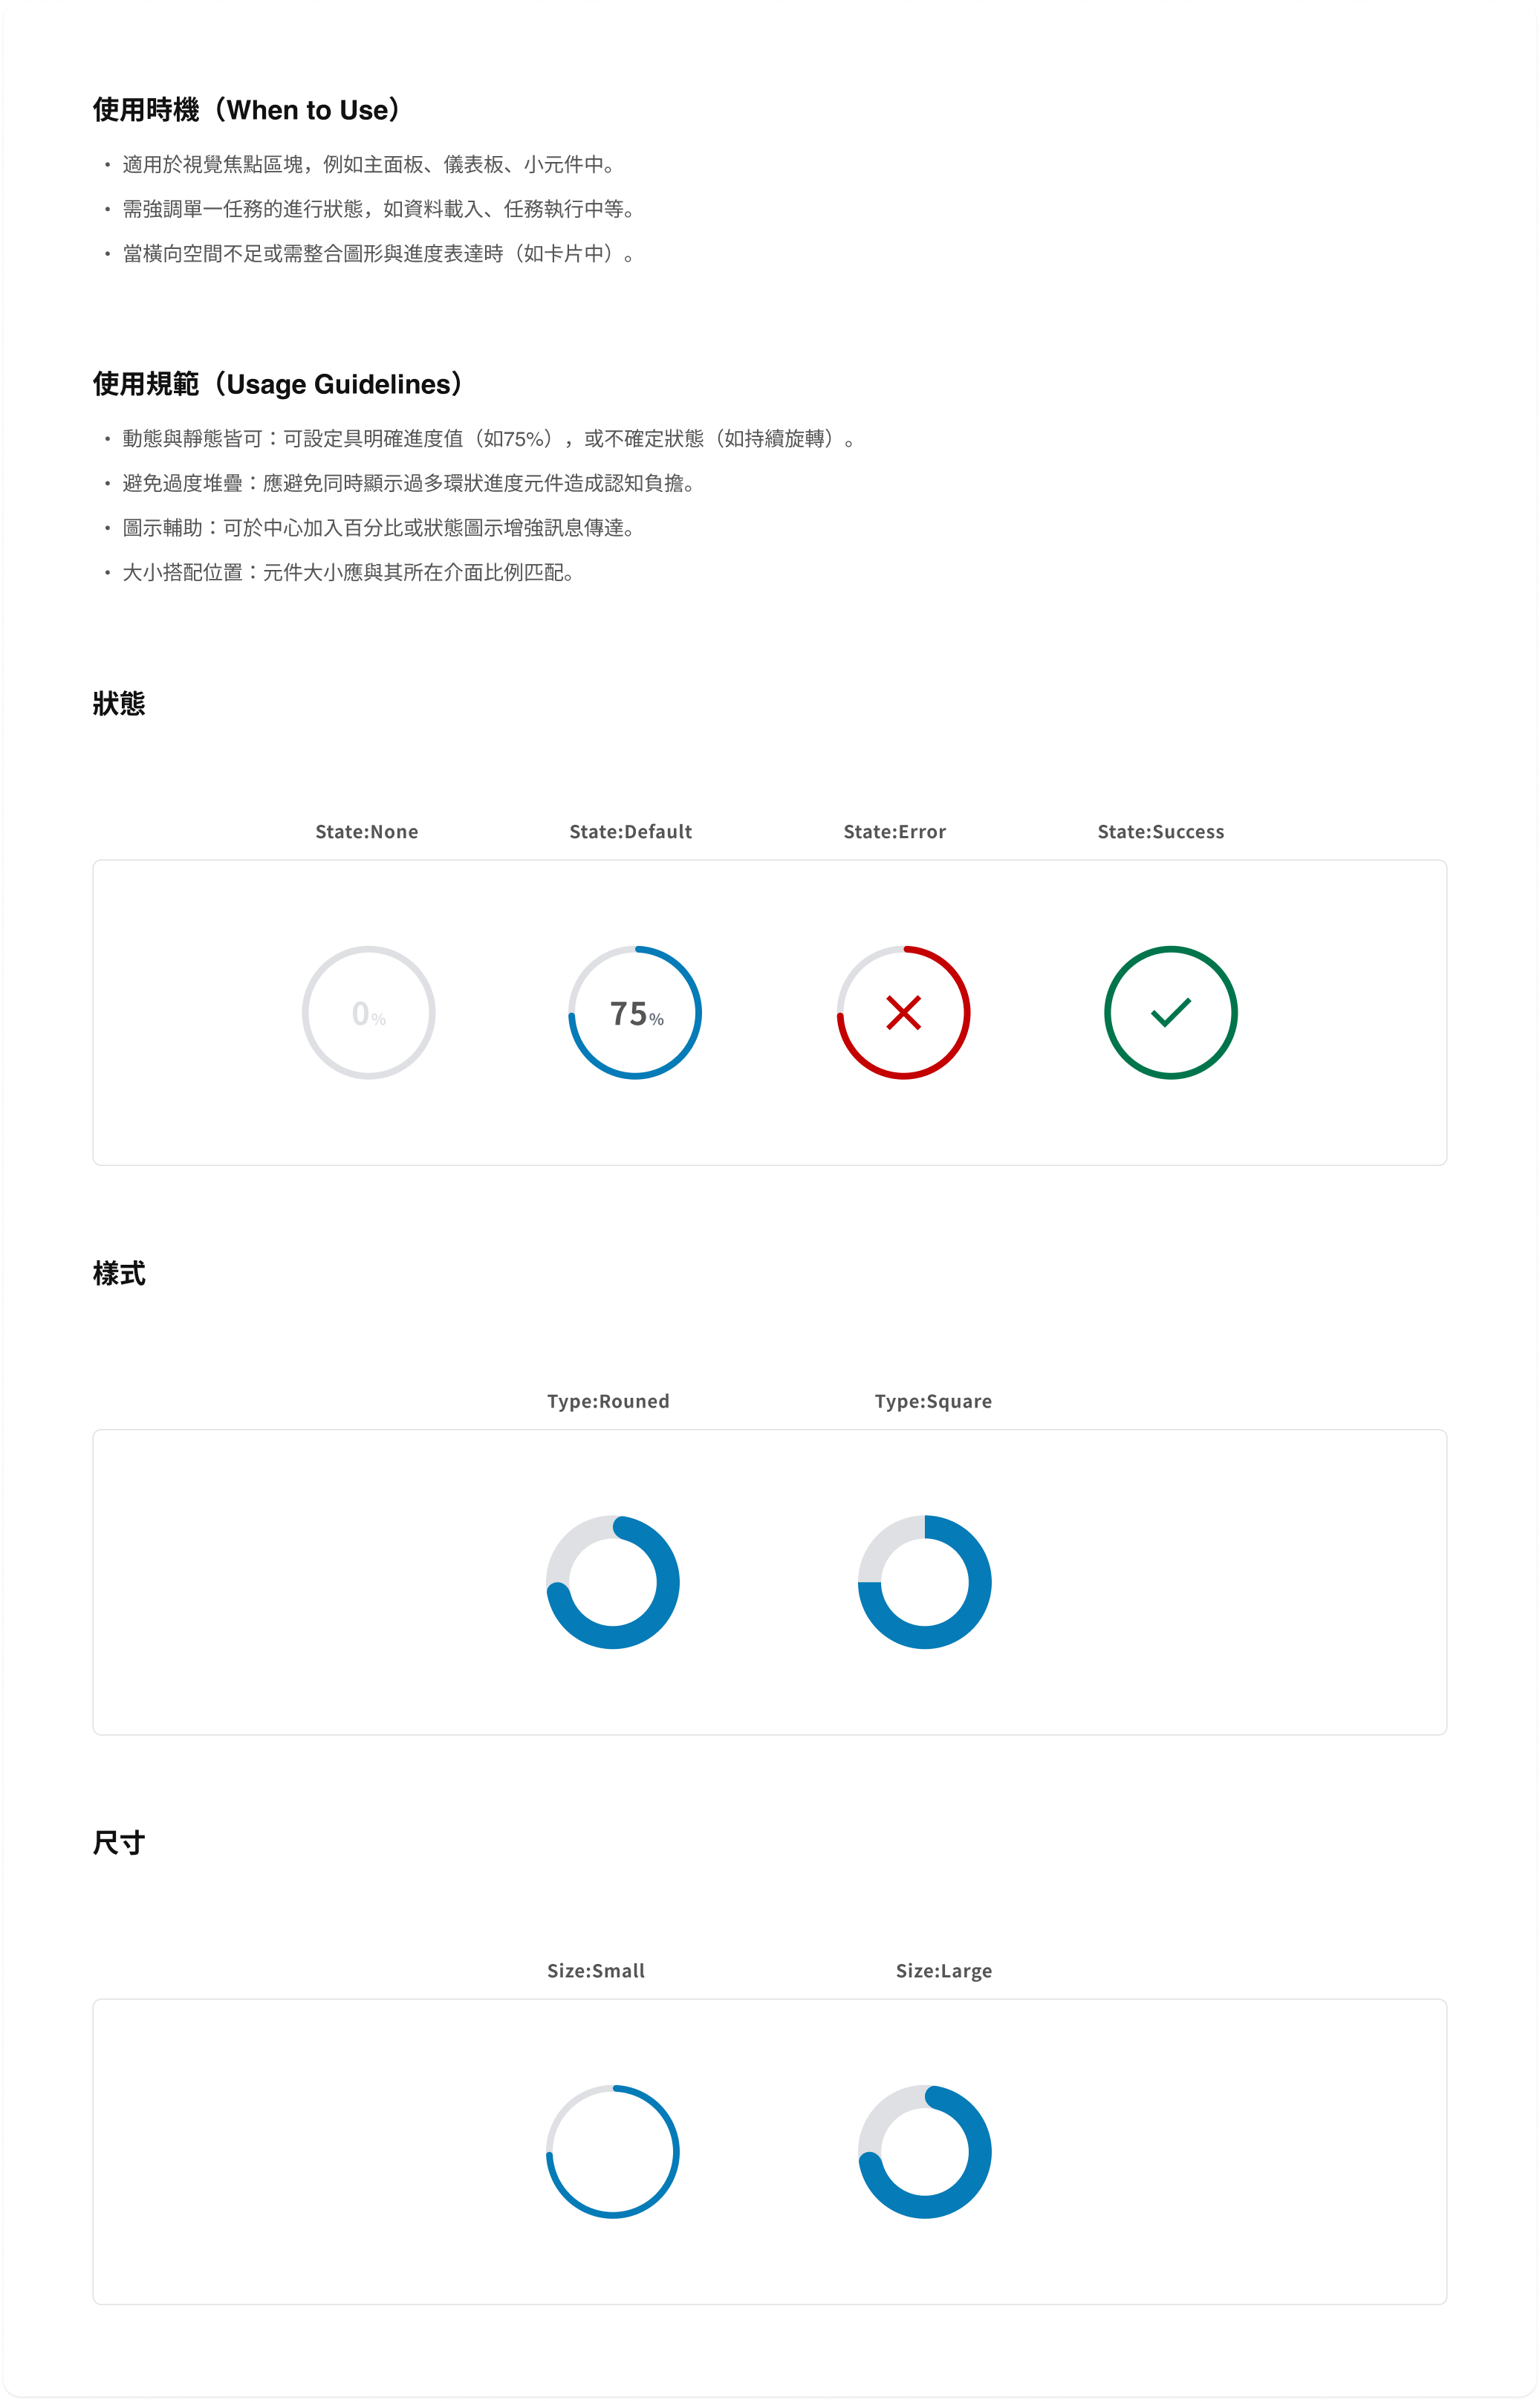 使用時機（When to Use）
• 適用於視覺焦點區塊，例如主面板、儀表板、小元件中。
• 需強調單一任務的進行狀態，如資料載入、任務執行中等。
• 當橫向空間不足或需整合圖形與進度表達時（如卡片中）。
使用規範（Usage Guidelines）
• 動態與靜態皆可：可設定具明確進度值（如75%），或不確定狀態（如持續旋轉）。
• 避免過度堆疊：應避免同時顯示過多環狀進度元件造成認知負擔。
• 圖示輔助：可於中心加入百分比或狀態圖示增強訊息傳達。
• 大小搭配位置：元件大小應與其所在介面比例匹配。
狀態
State:None
State:Default
State:Error
State:Success
0%
75%
樣式
Type:Rouned
Type:Square
尺寸
Size:Small
Size:Large